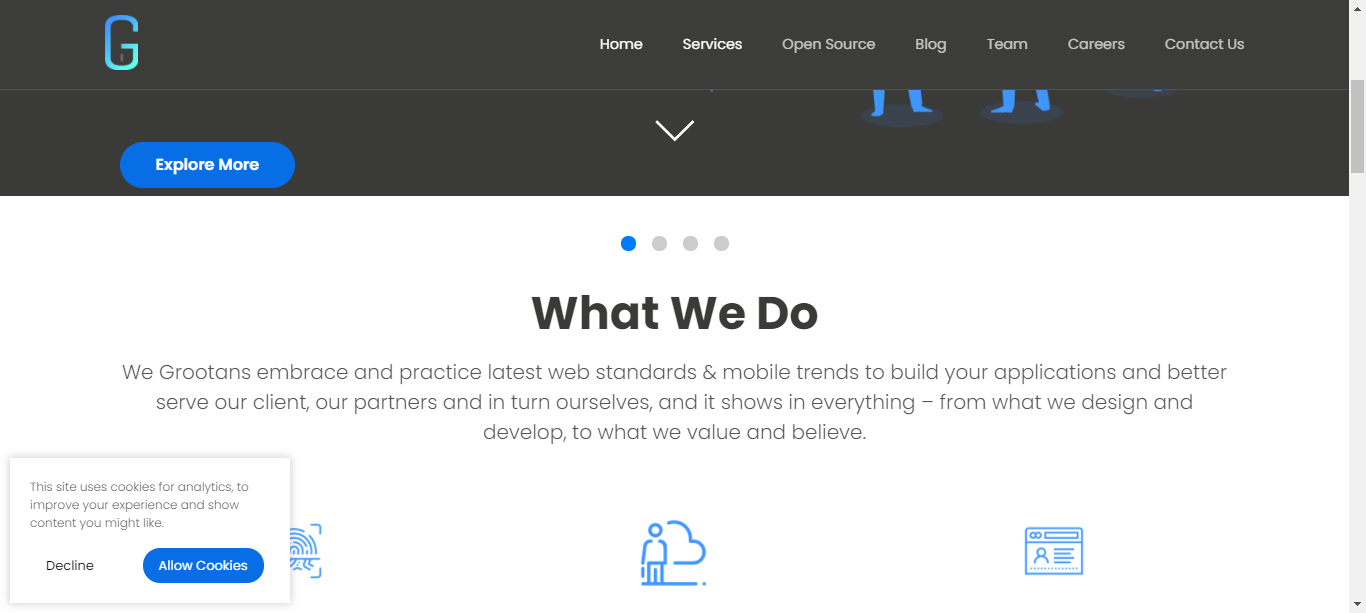 Home Services Open Source Blog Team Careers Contact Us
Explore More
What We Do
We Grootans embrace and practice latest web standards & mobile trends to build your applications and better
serve our client, our partners and in turn ourselves, and it shows in everything – from what we design and
develop, to what we value and believe.
This site uses cookies for analytics, to
improve your experience and show
content you might like.
Decline Allow Cookies